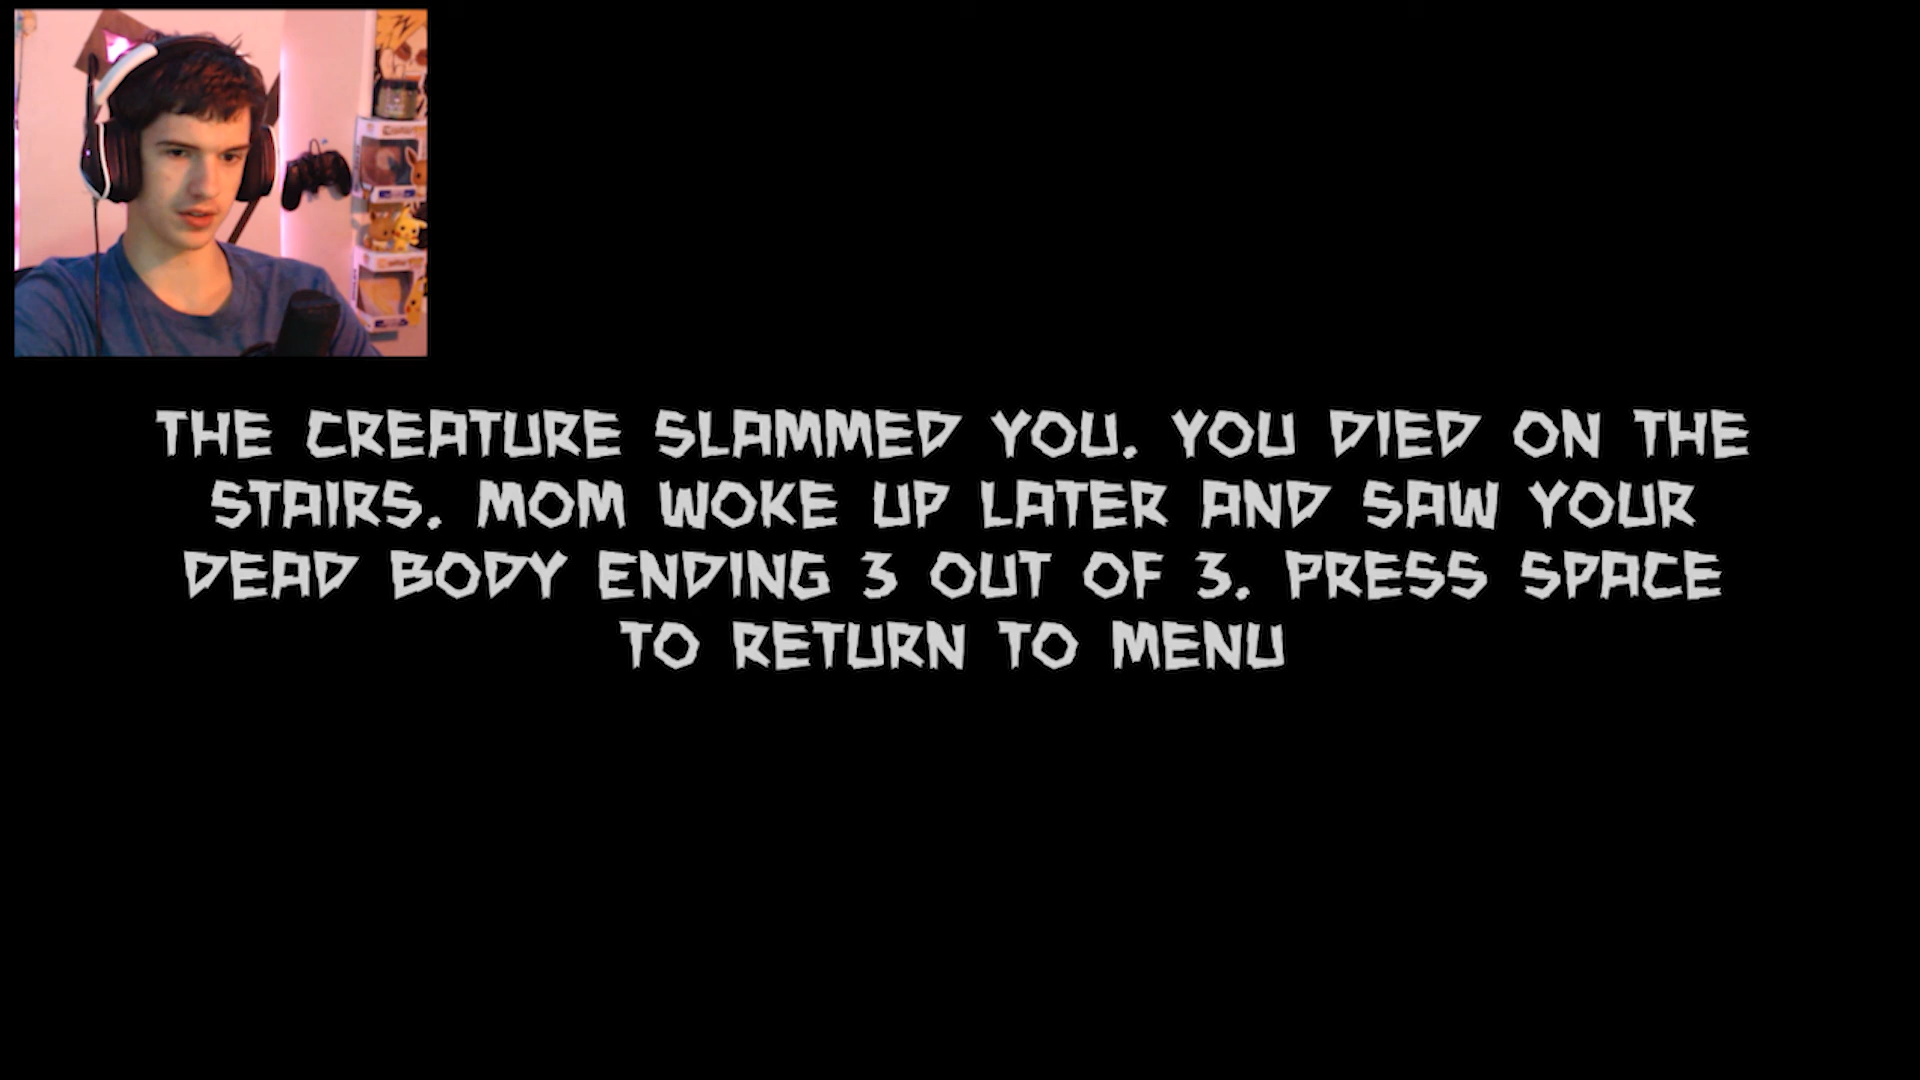 THE CREATURE SLAMMED YOU. YOU DIED ON THE
STAIRS. MOM WOKE UP LATER AND SAW YOUR
DEAD BODY ENDING 3 OUT OF 3. PRESS SPACE
TO RETURN TO MENU